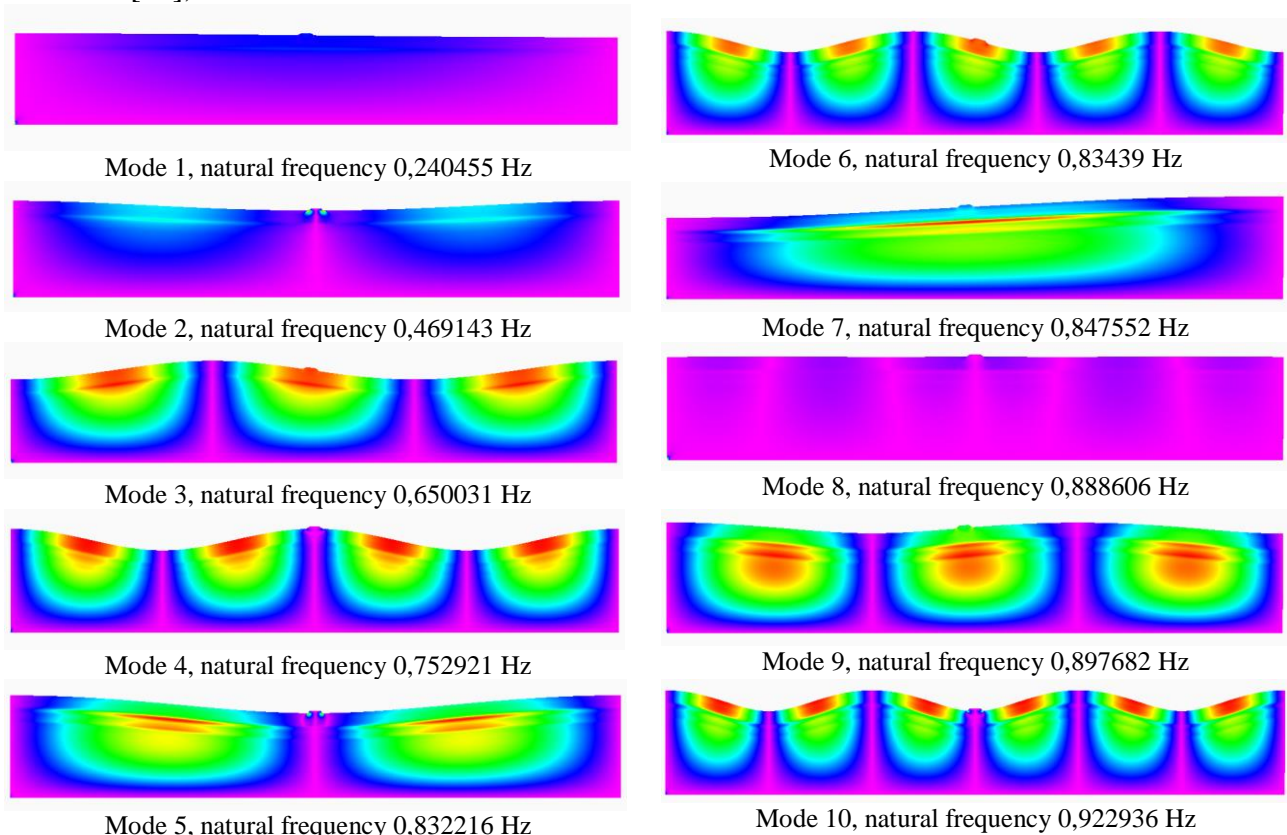 Mode 1, natural frequency 0,240455 Hz
Mode 2, natural frequency 0,469143 Hz
Mode 3, natural frequency 0,650031 Hz
Mode 4, natural frequency 0,752921 Hz
Mode 5, natural frequency 0,832216 Hz
Mode 6, natural frequency 0,83439 Hz
Mode 7, natural frequency 0,847552 Hz
Mode 8, natural frequency 0,888606 Hz
Mode 9, natural frequency 0,897682 Hz
Mode 10, natural frequency 0,922936 Hz